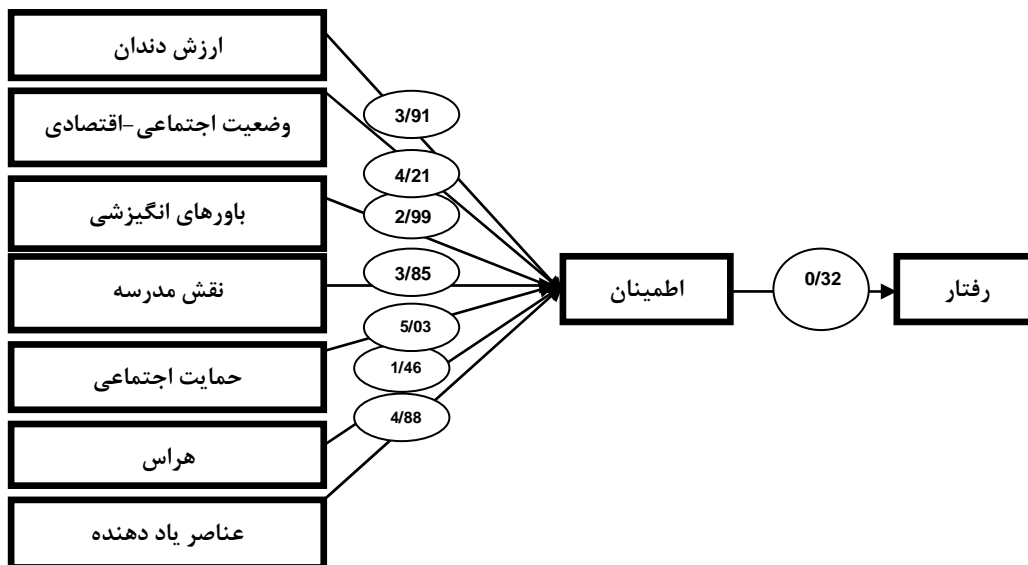 ارزش دندان
وضعیت اجتماعی–اقتصادی
باورهای انگیزشی
نقش مدرسه
حمایت اجتماعی
هراس
عناصر یاد دهنده
3/91
4/21
2/99
3/85
5/03
1/46
4/88
اطمینان
0/32
رفتار